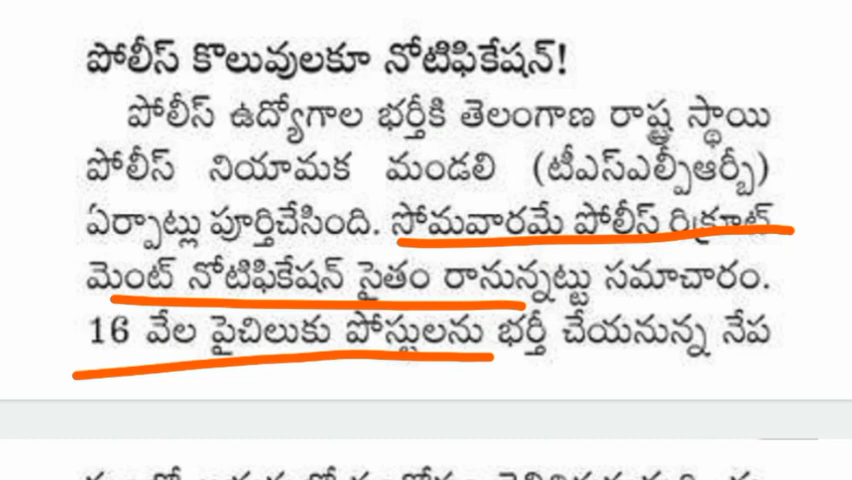 పోలీస్ కొలువులకూ నోటిఫికేషన్!
పోలీస్ ఉద్యోగాల భర్తీకి తెలంగాణ రాష్ట్ర స్థాయి
పోలీస్ నియామక మండలి (టీఎస్ఎల్పీఆర్బీ)
ఏర్పాట్లు పూర్తిచేసింది. సోమవారమే పోలీస్ రిక్రూట్
మెంట్ నోటిఫికేషన్ సైతం రానున్నట్టు సమాచారం.
16 వేల పైచిలుకు పోస్టులను భర్తీ చేయనున్న నేప